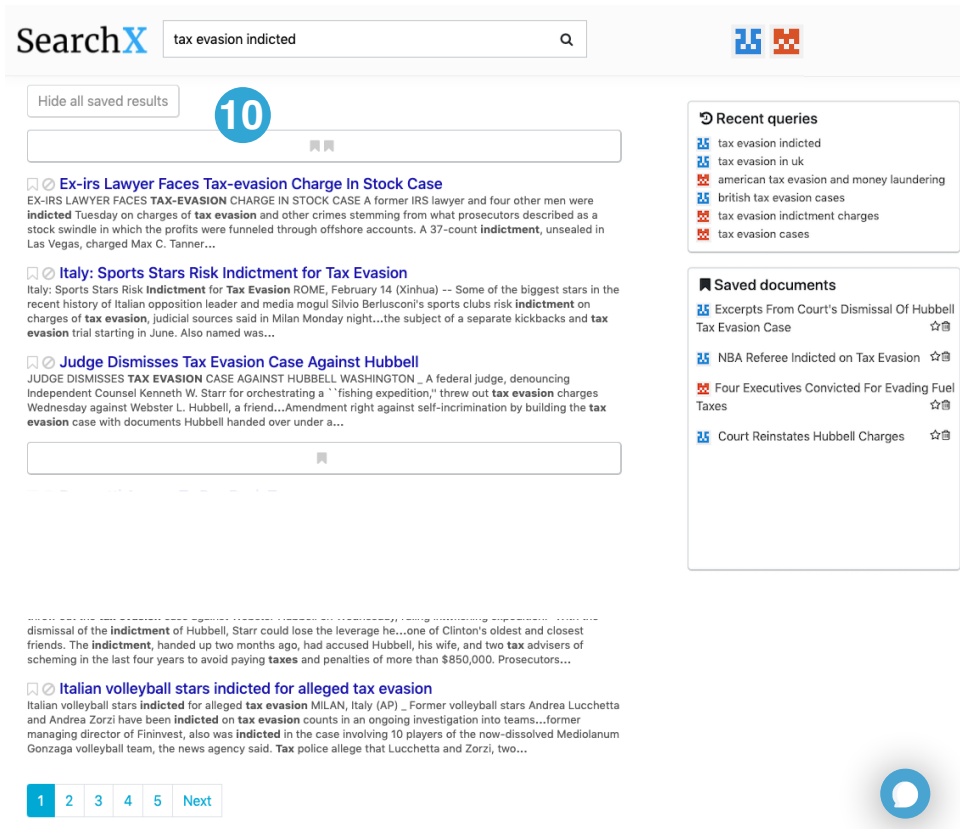 SearchX
tax evasion indicted
Hide all saved results
10
Ex-irs Lawyer Faces Tax-evasion Charge In Stock Case
EX-IRS LAWYER FACES TAX-EVASION CHARGE IN STOCK CASE A former IRS lawyer and four other men were
indicted Tuesday on charges of tax evasion and other crimes stemming from what prosecutors described as a
stock swindle in which the profits were funneled through offshore accounts. A 37-count indictment, unsealed in
Las Vegas, charged Max C. Tanner...
Italy: Sports Stars Risk Indictment for Tax Evasion
Italy: Sports Stars Risk Indictment for Tax Evasion ROME, February 14 (Xinhua) -- Some of the biggest stars in the
recent history of Italian opposition leader and media mogul Silvio Berlusconi's sports clubs risk indictment on
charges of tax evasion, judicial sources said in Milan Monday night...the subject of a separate kickbacks and tax
evasion trial starting in June. Also named was...
Judge Dismisses Tax Evasion Case Against Hubbell
JUDGE DISMISSES TAX EVASION CASE AGAINST HUBBELL WASHINGTON _ A federal judge, denouncing
Independent Counsel Kenneth W. Starr for orchestrating a ``fishing expedition,'' threw out tax evasion charges
Wednesday against Webster L. Hubbell, a friend...Amendment right against self-incrimination by building the tax
evasion case with documents Hubbell handed over under a...
dismissal of the indictment of Hubbell, Starr could lose the leverage he...one of Clinton's oldest and closest
friends. The indictment, handed up two months ago, had accused Hubbell, his wife, and two tax advisers of
scheming in the last four years to avoid paying taxes and penalties of more than $850,000. Prosecutors...
Italian volleyball stars indicted for alleged tax evasion
Italian volleyball stars indicted for alleged tax evasion MILAN, Italy (AP) _ Former volleyball stars Andrea Lucchetta
and Andrea Zorzi have been indicted on tax evasion counts in an ongoing investigation into teams...former
managing director of Fininvest, also was indicted in the case involving 10 players of the now-dissolved Mediolanum
Gonzaga volleyball team, the news agency said. Tax police allege that Lucchetta and Zorzi, two...
1 2 3 4 5 Next
Recent queries
tax evasion indicted
tax evasion in uk
american tax evasion and money laundering
british tax evasion cases
tax evasion indictment charges
tax evasion cases
Saved documents
Excerpts From Court's Dismissal Of Hubbell
Tax Evasion Case
NBA Referee Indicted on Tax Evasion
Four Executives Convicted For Evading Fuel
Taxes
Court Reinstates Hubbell Charges